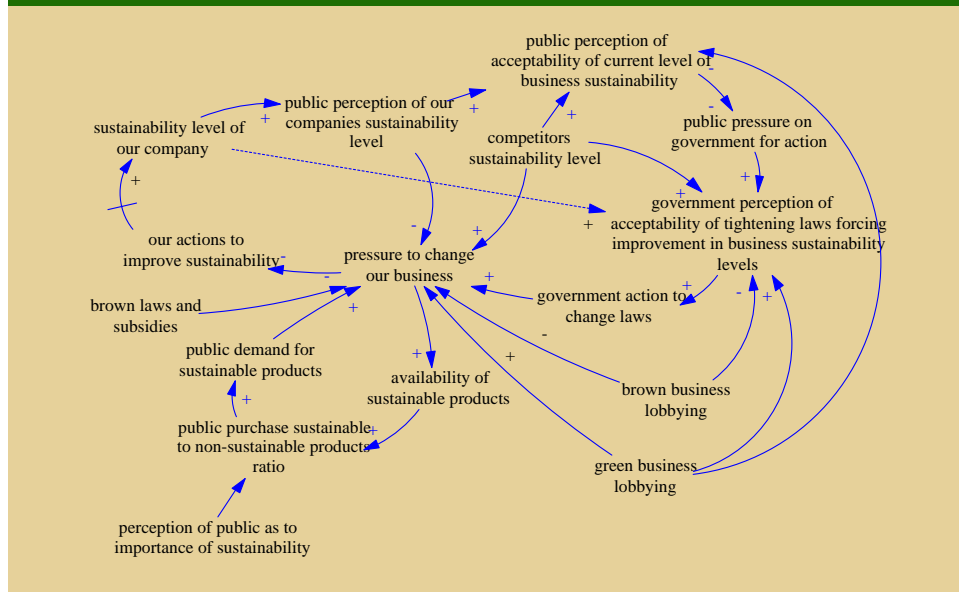 public perception of
acceptability of current level of
business sustainability
public perception of our
companies sustainability
level
sustainability level of
our company
competitors
sustainability level
public pressure on
government for action
government perception of
acceptability of tightening laws forcing
improvement in business sustainability
levels
our actions to
improve sustainability
pressure to change
our business
brown laws and
subsidies
government action to
change laws
public demand for
sustainable products
availability of
sustainable products
brown business
lobbying
public purchase sustainable
to non-sustainable products
ratio
green business
lobbying
perception of public as to
importance of sustainability